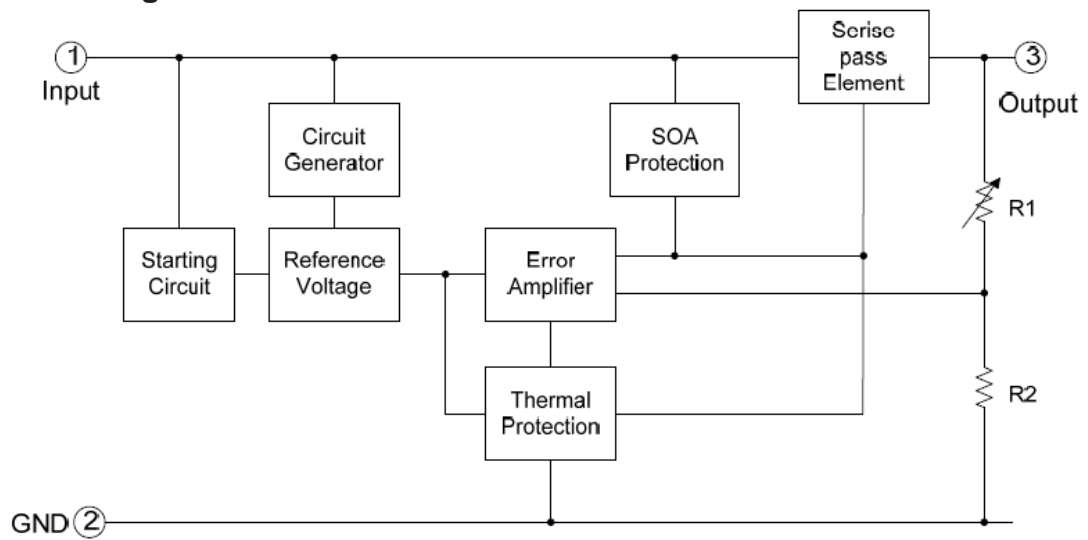 1
Input
Serise
pass
Element
3
Output
Circuit
Generator
SOA
Protection
R1
Starting
Circuit
Reference
Voltage
Error
Amplifier
Thermal
Protection
R2
GND 2